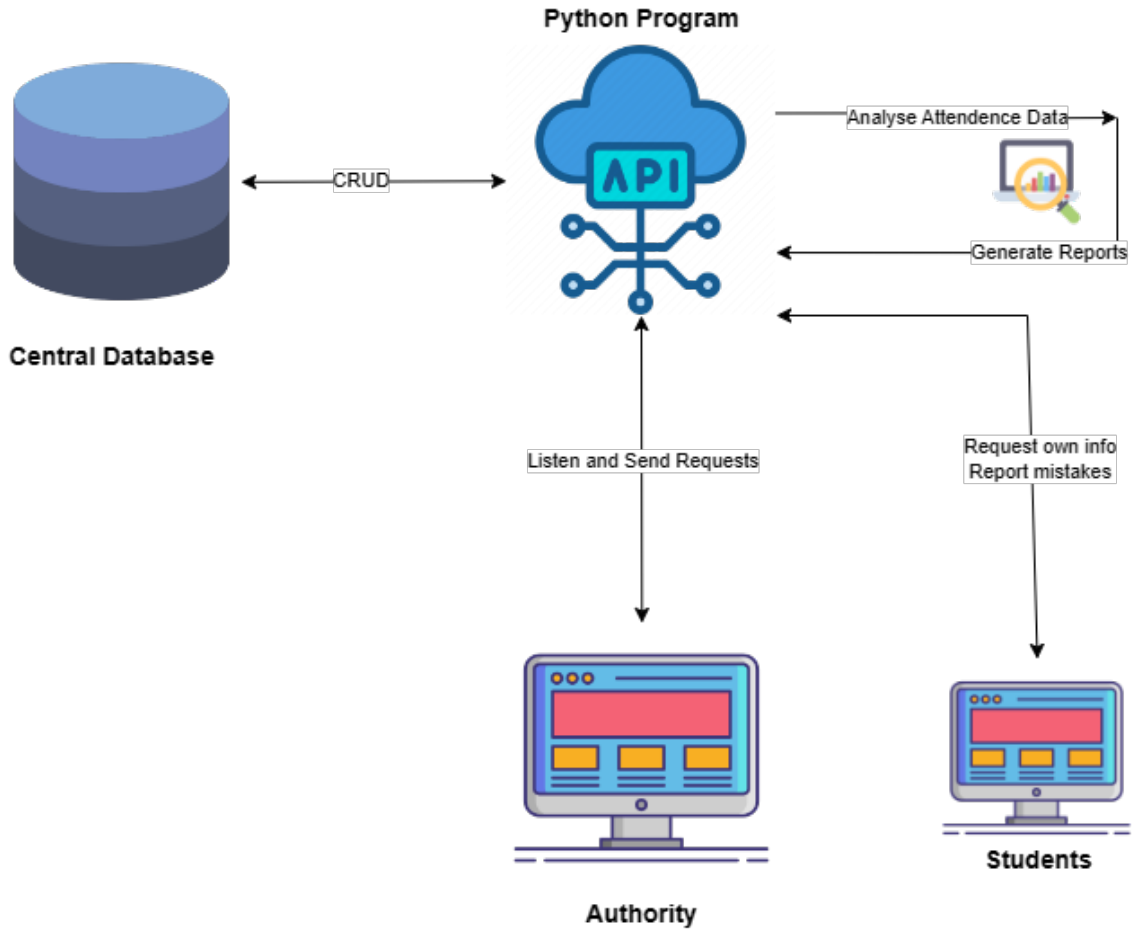 Python Program
API
Analyse Attendence Data
CRUD
Generate Reports
Central Database
Listen and Send Requests
Request own info
Report mistakes
Students
Authority